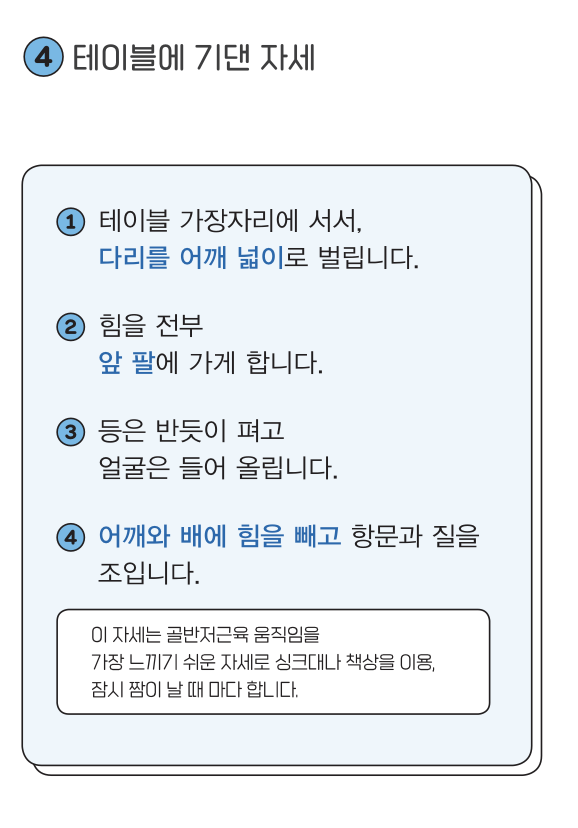 4 테이블에 기댄 자세
1 테이블 가장자리에 서서,
다리를 어깨 넓이로 벌립니다.
2 힘을 전부
앞 팔에 가게 합니다.
3 등은 반듯이 펴고
얼굴은 들어 올립니다.
4 어깨와 배에 힘을 빼고 항문과 질을
조입니다.
이 자세는 골반저근육 움직임을
가장 느끼기 쉬운 자세로 싱크대나 책상을 이용,
잠시 짬이 날 때 마다 합니다.